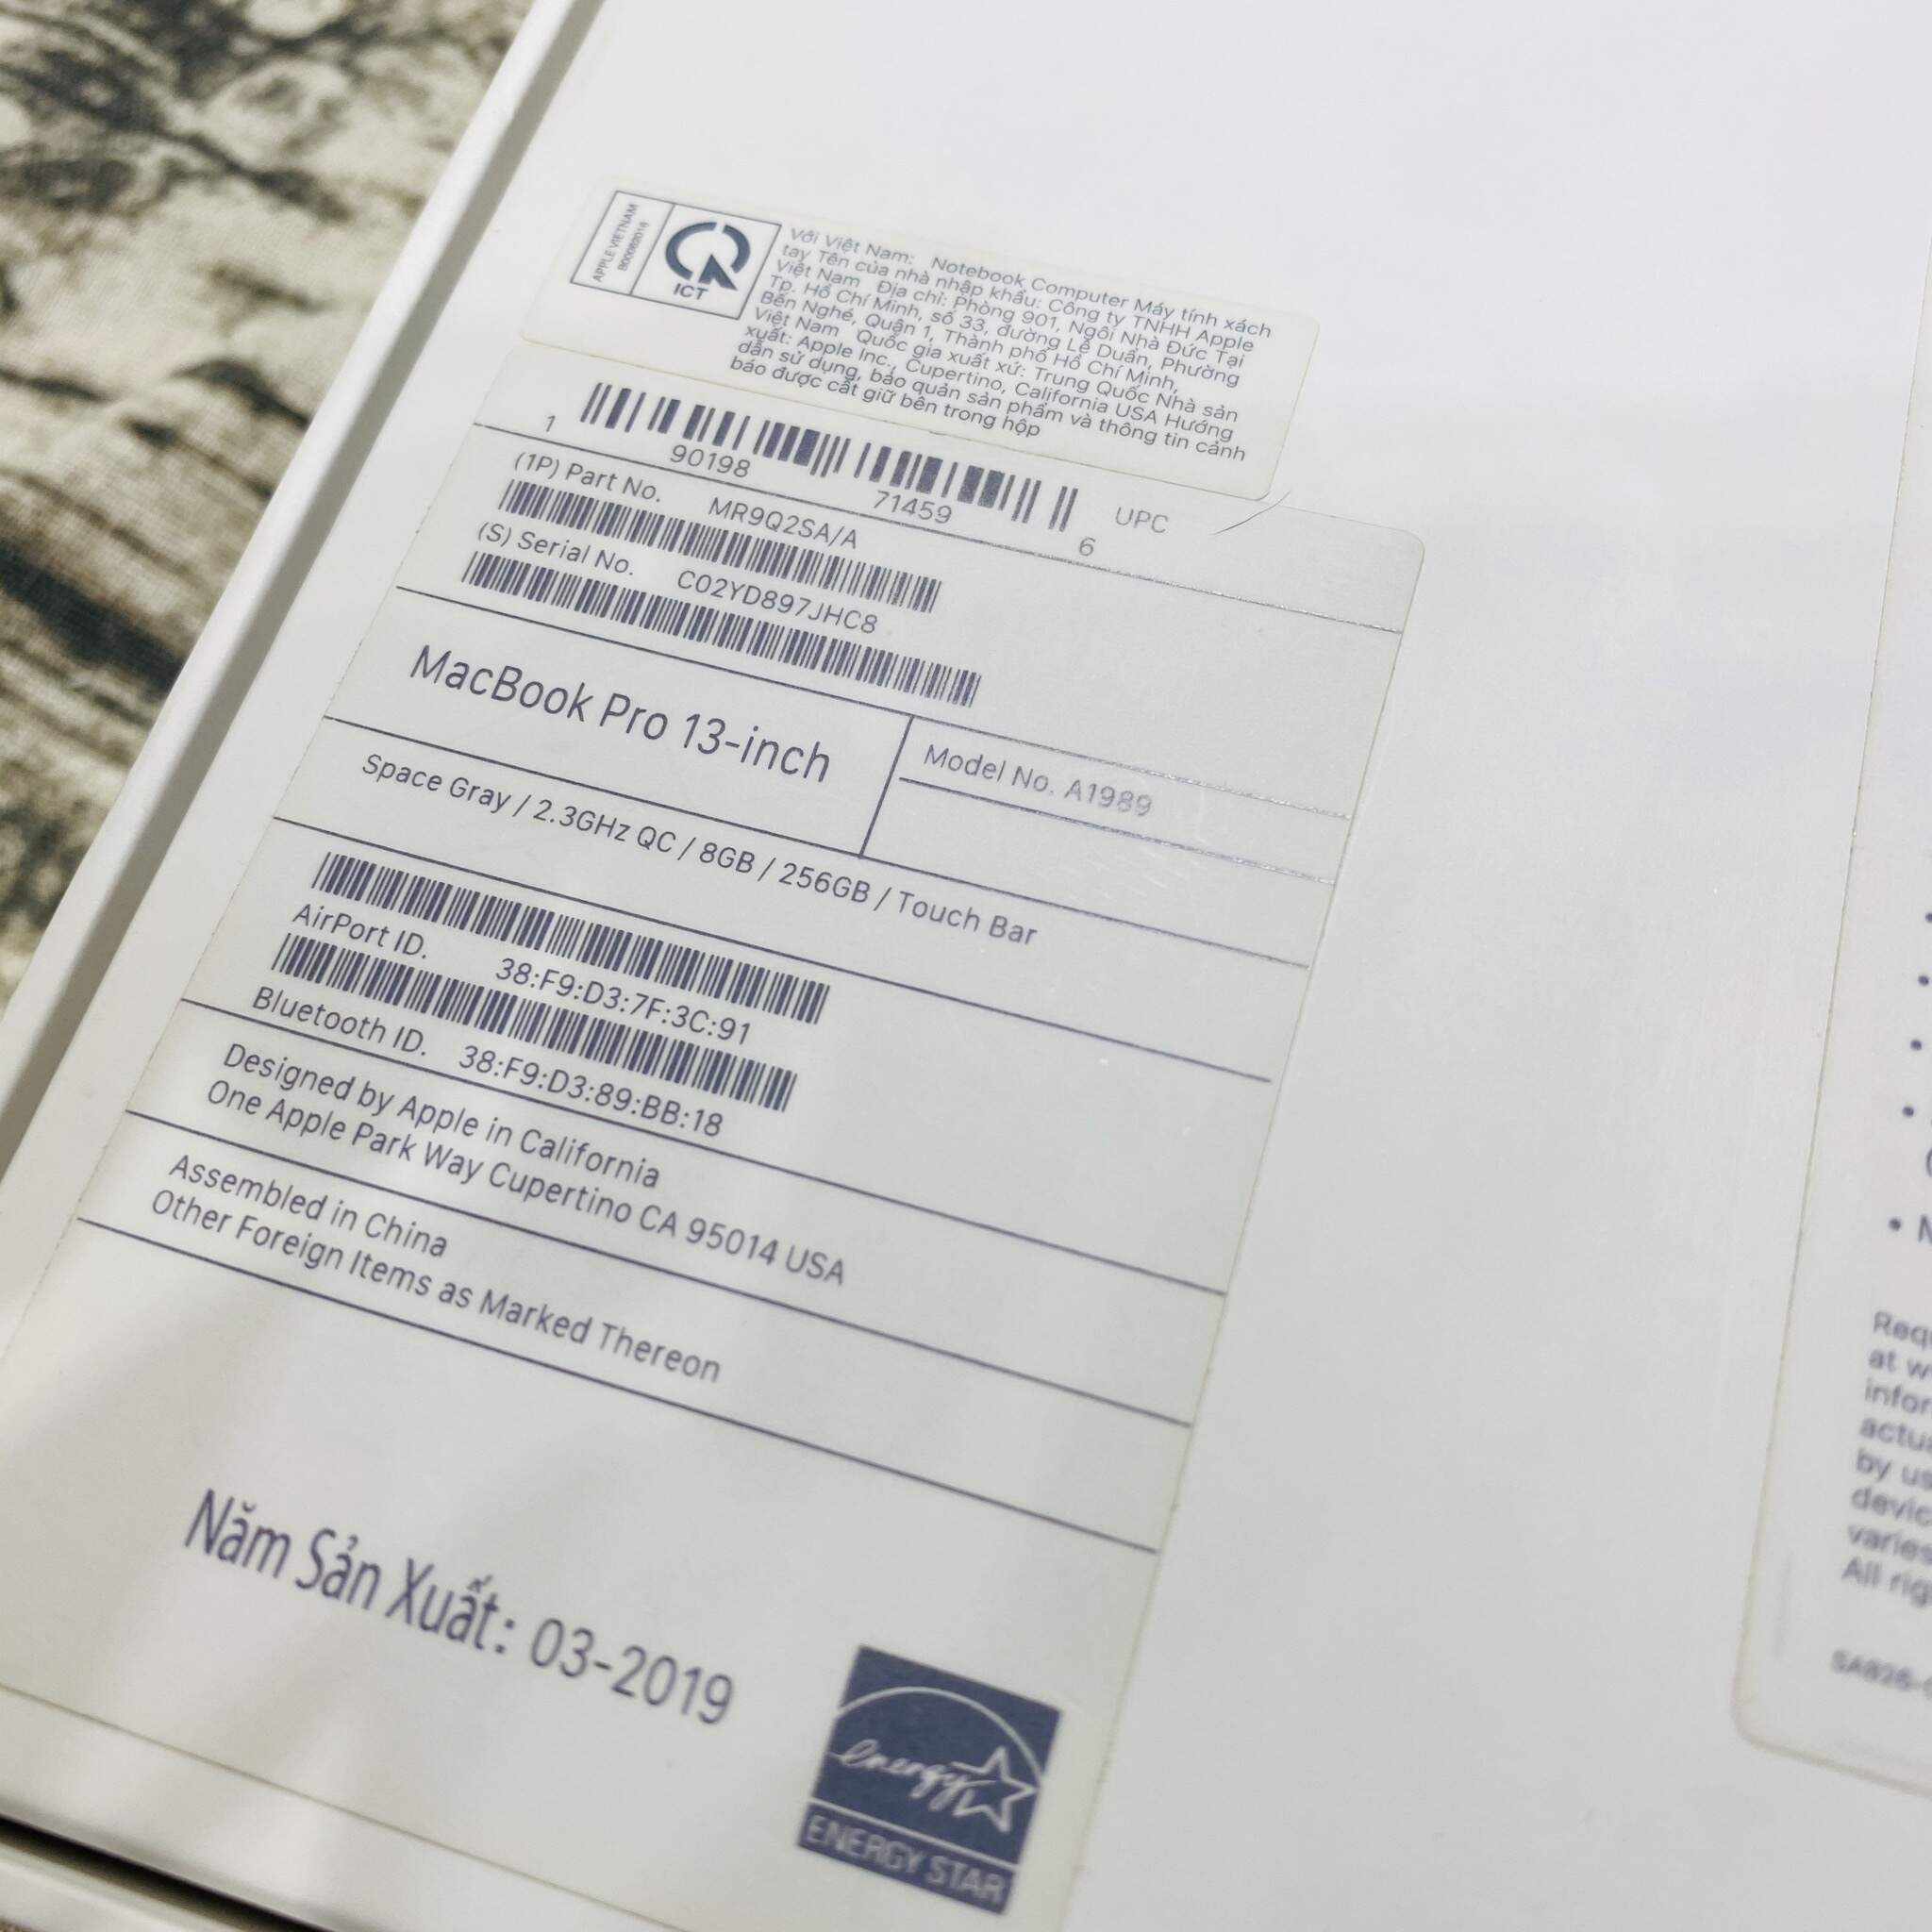 APPLE VIETNAM
800082018
ICT
Với Việt Nam: Notebook Computer Máy tính xách
tay Tên của nhà nhập khẩu: Công ty TNHH Apple
Việt Nam Địa chỉ: Phòng 901, Ngôi Nhà Đức Tại
Tp. Hồ Chí Minh, số 33, đường Lê Duẩn, Phường
Bến Nghé, Quận 1, Thành phố Hồ Chí Minh,
Việt Nam Quốc gia xuất xứ: Trung Quốc Nhà sản
xuất: Apple Inc., Cupertino, California USA Hướng
dẫn sử dụng, bảo quản sản phẩm và thông tin cảnh
báo được cất giữ bên trong hộp
1 90198 71459 6 UPC
(1P) Part No. MR9Q2SA/A
(S) Serial No. C02YD897JHC8
MacBook Pro 13-inch
Model No. A1989
Space Gray / 2.3GHz QC / 8GB / 256GB / Touch Bar
AirPort ID. 38:F9:D3:7F:3C:91
Bluetooth ID. 38:F9:D3:89:BB:18
Designed by Apple in California
One Apple Park Way Cupertino CA 95014 USA
Assembled in China
Other Foreign Items as Marked Thereon
Năm Sản Xuất: 03-2019
energy
ENERGY STAR
at
by
All